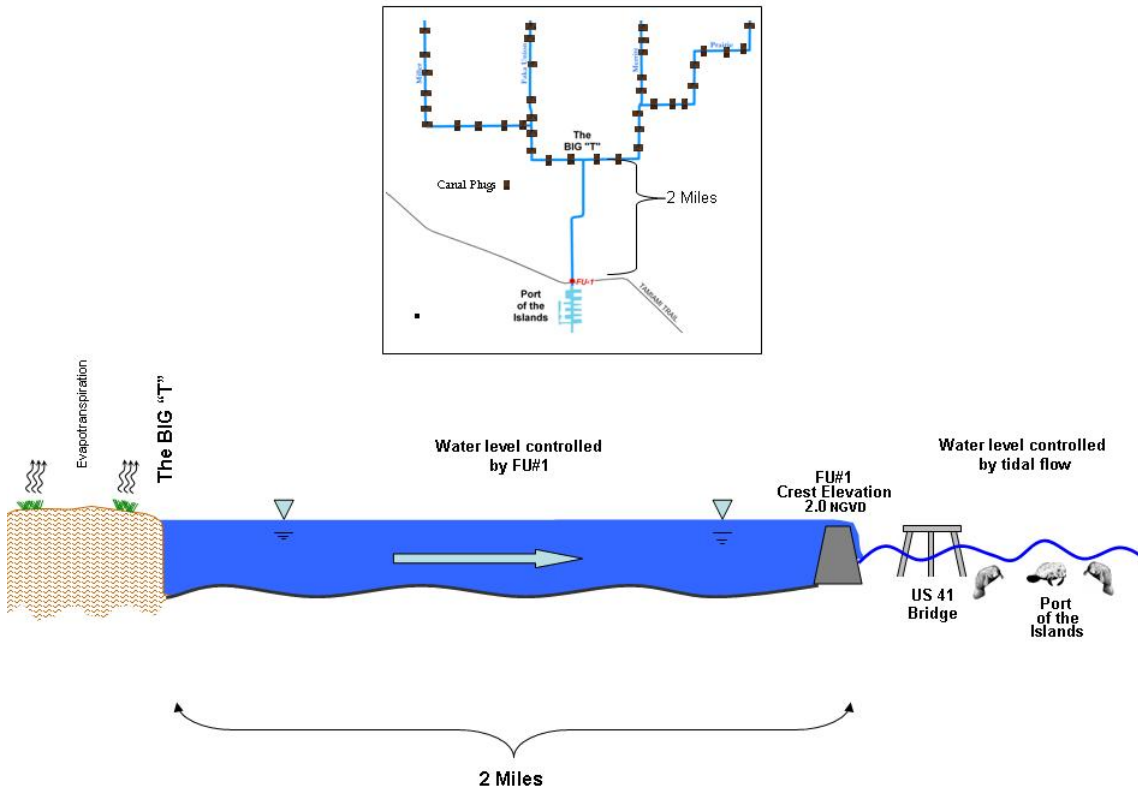 Miller
Faka Union
Merritt
Prairie
The
BIG "T"
Canal Plugs
2 Miles
FU-1
Port
of the
Islands
TAMIAMI TRAIL
Evapotranspiration
The BIG “T”
Water level controlled
by FU#1
FU#1
Crest Elevation
2.0 NGVD
Water level controlled
by tidal flow
US 41
Bridge
Port
of the
Islands
2 Miles